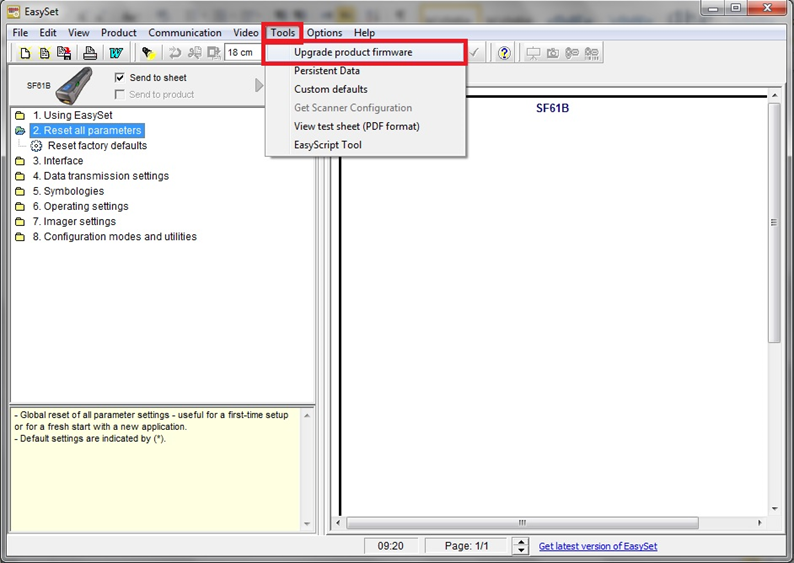 EasySet
File Edit View Product Communication Video Tools Options Help
18 cm
Upgrade product firmware
Persistent Data
Custom defaults
Get Scanner Configuration
View test sheet (PDF format)
EasyScript Tool
SF61B
Send to sheet
Send to product
1. Using EasySet
2. Reset all parameters
Reset factory defaults
3. Interface
4. Data transmission settings
5. Symbologies
6. Operating settings
7. Imager settings
8. Configuration modes and utilities
SF61B
- Global reset of all parameter settings - useful for a first-time setup
or for a fresh start with a new application.
- Default settings are indicated by (*).
09:20
Page: 1/1
Get latest version of EasySet